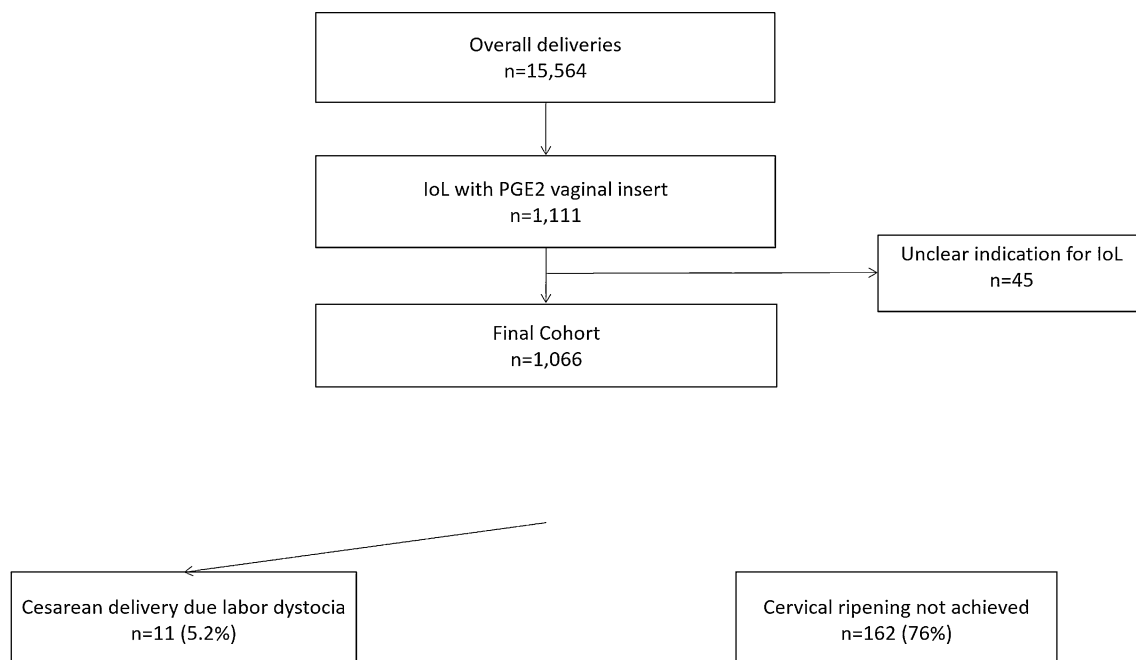 Overall deliveries
n=15,564
IoL with PGE2 vaginal insert
n=1,111
Unclear indication for IoL
n=45
Final Cohort
n=1,066
Cesarean delivery due labor dystocia
n=11 (5.2%)
Cervical ripening not achieved
n=162 (76%)